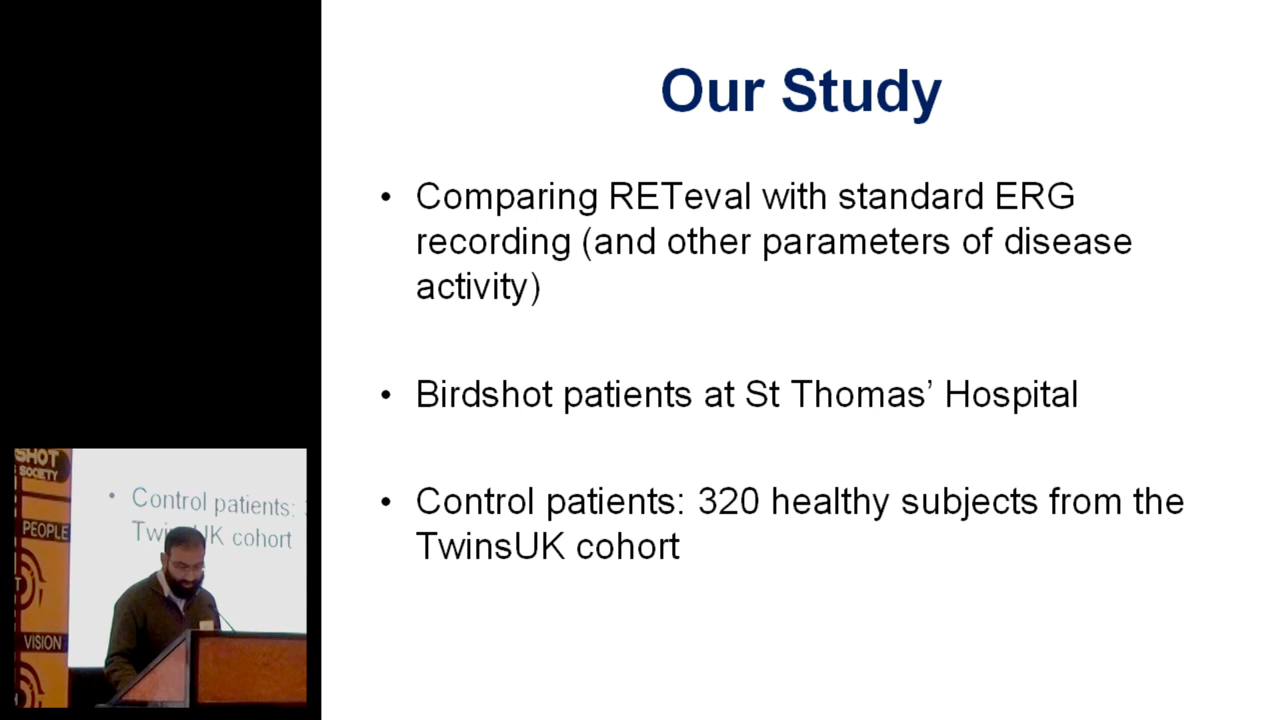 Our Study
• Comparing RETeval with standard ERG
recording (and other parameters of disease
activity)
• Birdshot patients at St Thomas’ Hospital
• Control patients: 320 healthy subjects from the
TwinsUK cohort
SHOT
SOCIETY
PEOPLE
VISION
• Control patients:
UK cohort